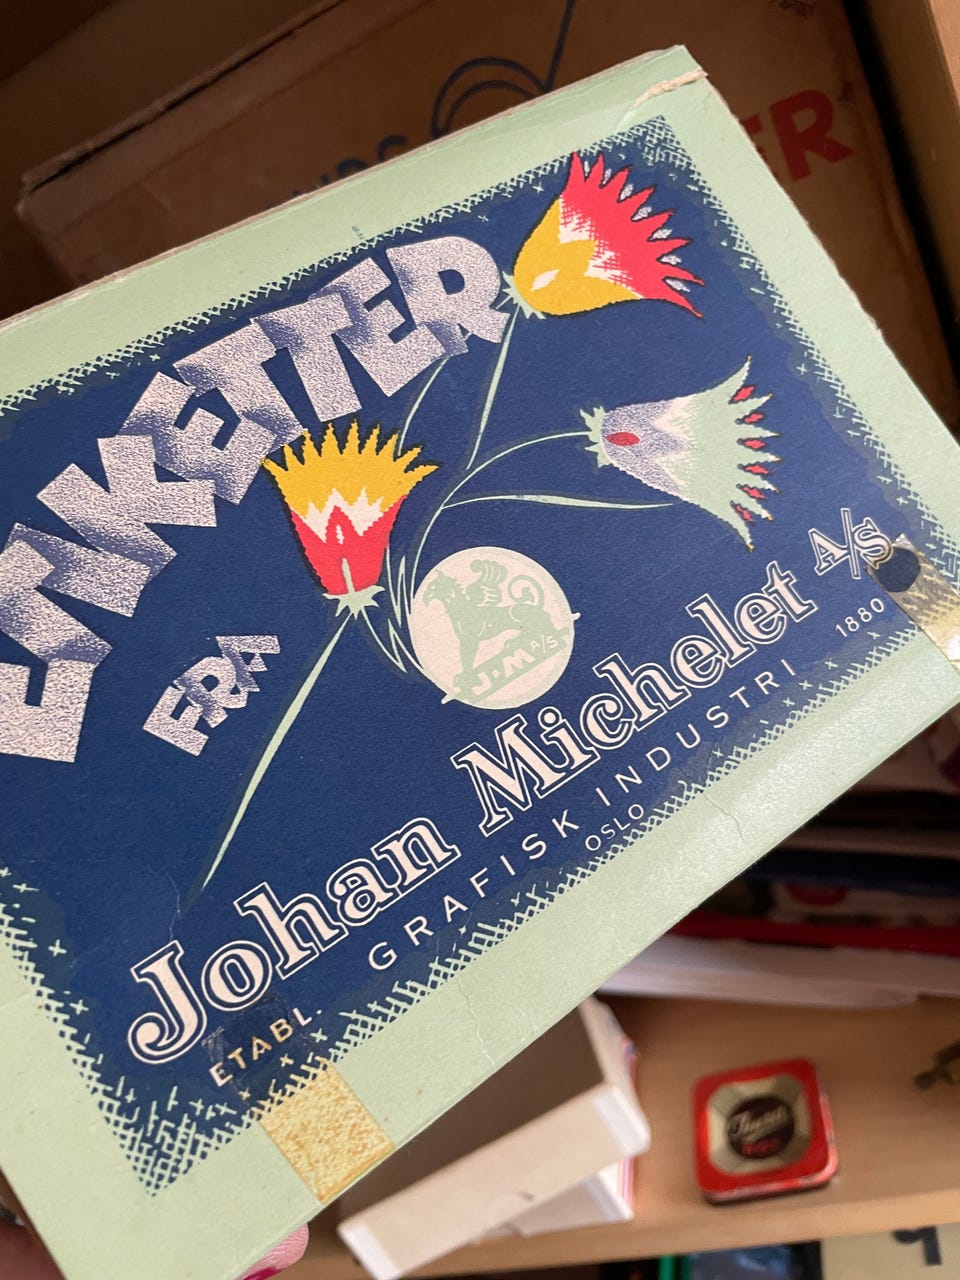 ETIKETTER
FRA
J·M A/S
Johan Michelet A/S
ETABL. GRAFISK INDUSTRI 1880
OSLO